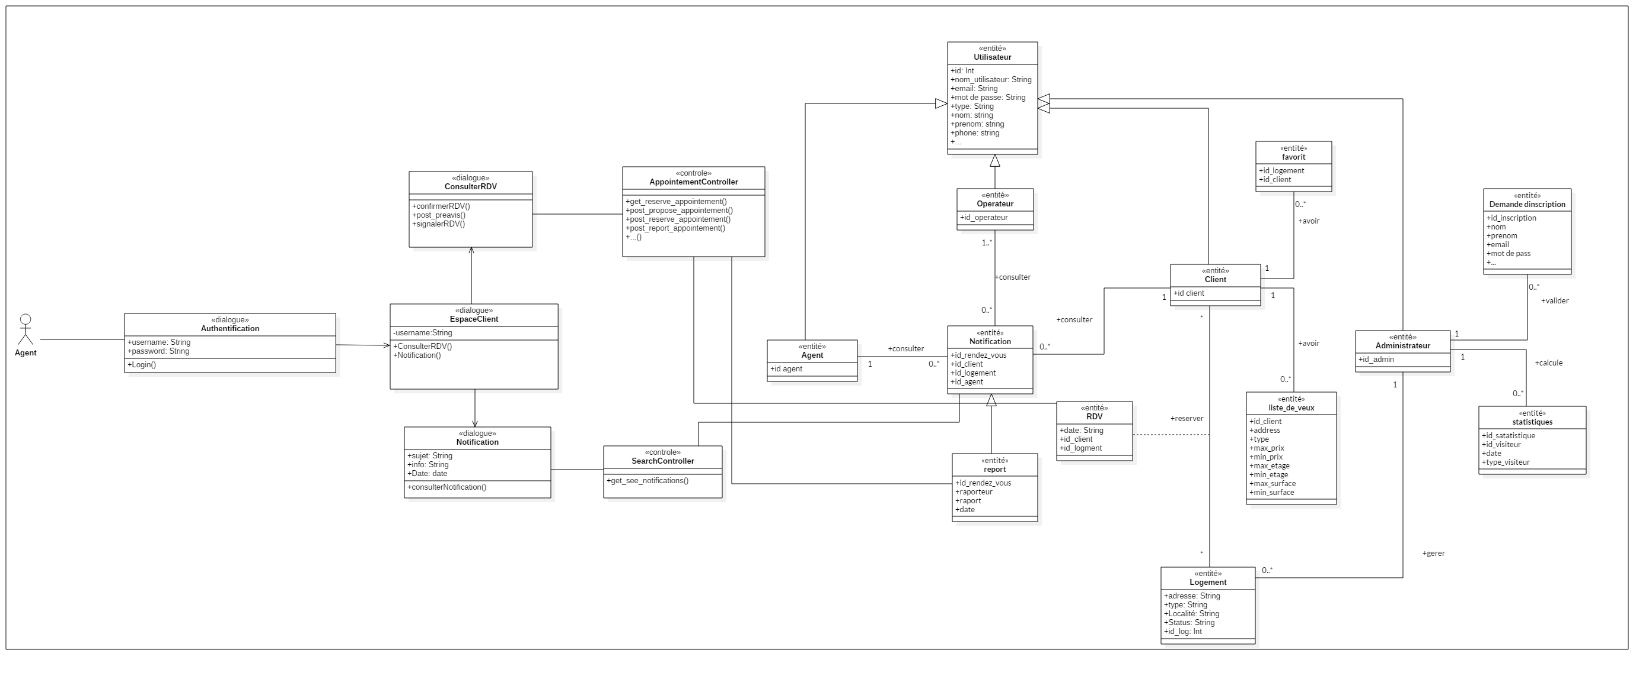 «entité»
Utilisateur
+id: Int
+nom_utilisateur: String
+email: String
+mot de passe: String
+type: String
+nom: string
+prenom: string
+phone: string
+...
«entité»
favorit
+id_logement
+id_client
«dialogue»
ConsulterRDV
+confirmerRDV()
+post_preavis()
+signalerRDV()
«controle»
AppointementController
+get_reserve_appointement()
+post_propose_appointement()
+post_reserve_appointement()
+post_report_appointement()
+...()
«entité»
Operateur
+id_operateur
«entité»
Demande dinscription
+id_inscription
+nom
+prenom
+email
+mot de pass
+...
0..*
+avoir
1..*
+consulter
0..*
«entité»
Client
+id client
1
1
1
0..*
+valider
Agent
«dialogue»
Authentification
+username: String
+password: String
+Login()
«dialogue»
EspaceClient
-username:String
+ConsulterRDV()
+Notification()
«entité»
Agent
+id agent
+consulter
1
0..*
«entité»
Notification
+id_rendez_vous
+id_client
+id_logement
+id_agent
+consulter
0..*
*
+avoir
0..*
«entité»
Administrateur
+id_admin
1
1
1
+calcule
0..*
«dialogue»
Notification
+sujet: String
+info: String
+Date: date
+consulterNotification()
«controle»
SearchController
+get_see_notifications()
«entité»
RDV
+date: String
+id_client
+id_logment
+reserver
«entité»
liste_de_veux
+id_client
+address
+type
+max_prix
+min_prix
+max_etage
+min_etage
+max_surface
+min_surface
«entité»
statistiques
+id_satatistique
+id_visiteur
+date
+type_visiteur
«entité»
report
+id_rendez_vous
+raporteur
+raport
+date
*
+gerer
0..*
«entité»
Logement
+adresse: String
+type: String
+Localité: String
+Status: String
+id_log: Int